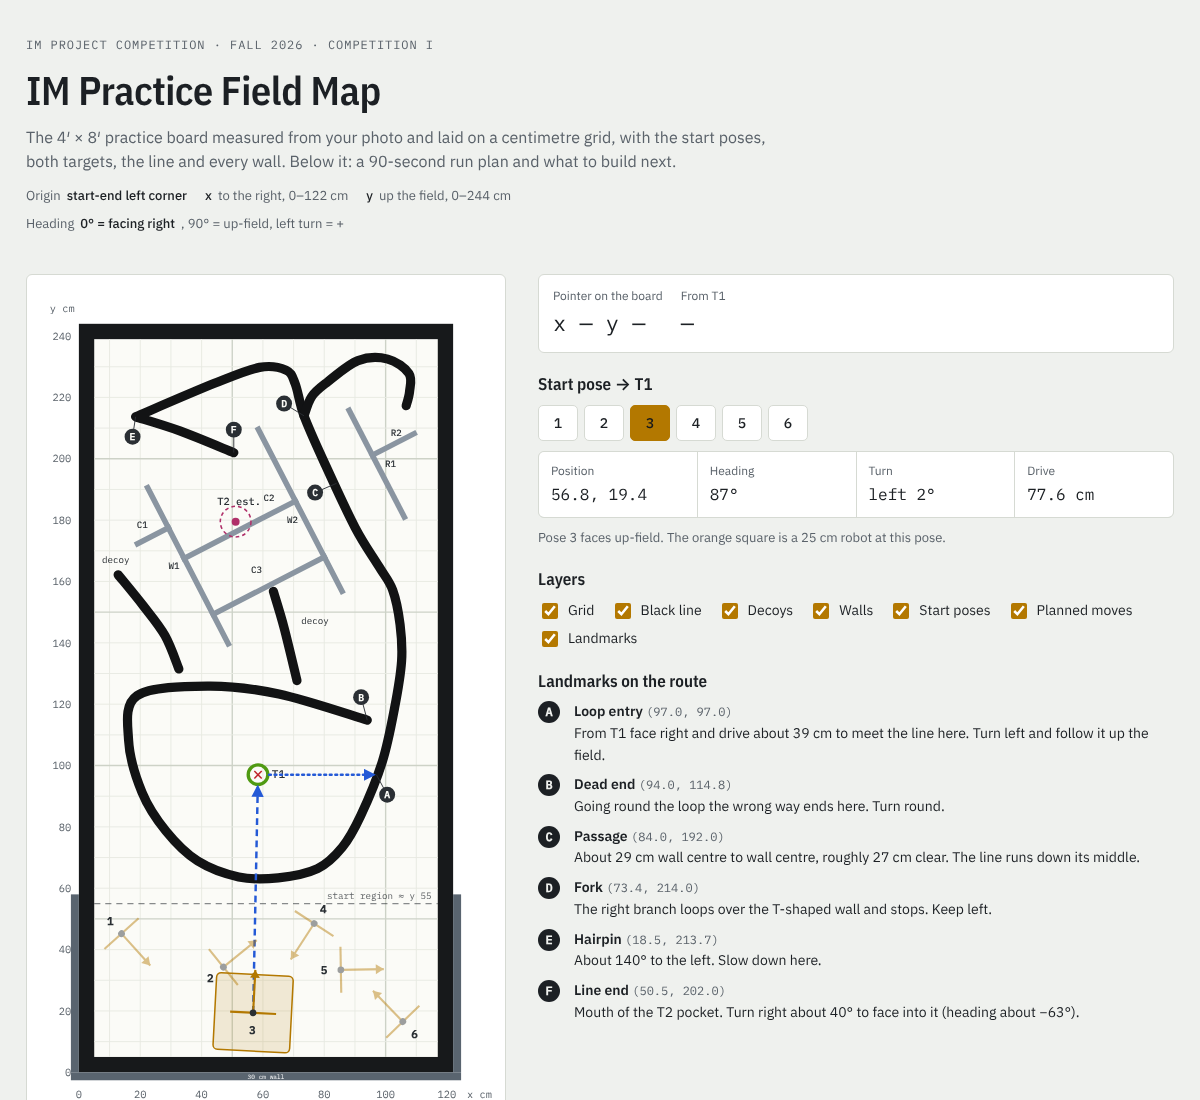 IM PROJECT COMPETITION · FALL 2026 · COMPETITION I
IM Practice Field Map
The 4′ × 8′ practice board measured from your photo and laid on a centimetre grid, with the start poses,
both targets, the line and every wall. Below it: a 90-second run plan and what to build next.
Origin start-end left corner x to the right, 0–122 cm y up the field, 0–244 cm
Heading 0° = facing right , 90° = up-field, left turn = +
y cm
240
220
200
180
160
140
120
100
80
60
40
20
0
D
E
F
R2
R1
C
T2 est.
C2
W2
C1
W1
decoy
C3
decoy
B
T1
A
start region ≈ y 55
1
4
2
5
3
6
30 cm wall
0 20 40 60 80 100 120 x cm
Pointer on the board From T1
x — y — —
Start pose → T1
1 2 3 4 5 6
Position Heading Turn Drive
56.8, 19.4 87° left 2° 77.6 cm
Pose 3 faces up-field. The orange square is a 25 cm robot at this pose.
Layers
Grid Black line Decoys Walls Start poses Planned moves
Landmarks
Landmarks on the route
A Loop entry (97.0, 97.0)
From T1 face right and drive about 39 cm to meet the line here. Turn left and follow it up the
field.
B Dead end (94.0, 114.8)
Going round the loop the wrong way ends here. Turn round.
C Passage (84.0, 192.0)
About 29 cm wall centre to wall centre, roughly 27 cm clear. The line runs down its middle.
D Fork (73.4, 214.0)
The right branch loops over the T-shaped wall and stops. Keep left.
E Hairpin (18.5, 213.7)
About 140° to the left. Slow down here.
F Line end (50.5, 202.0)
Mouth of the T2 pocket. Turn right about 40° to face into it (heading about −63°).